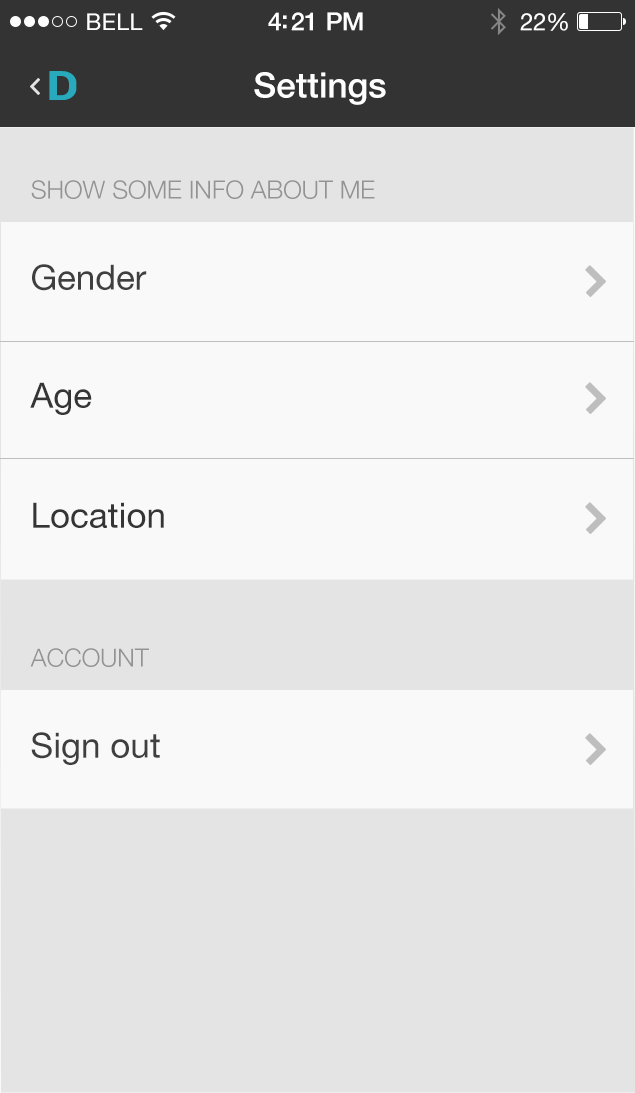 BELL 4:21 PM 22%
D Settings
SHOW SOME INFO ABOUT ME
Gender
Age
Location
ACCOUNT
Sign out